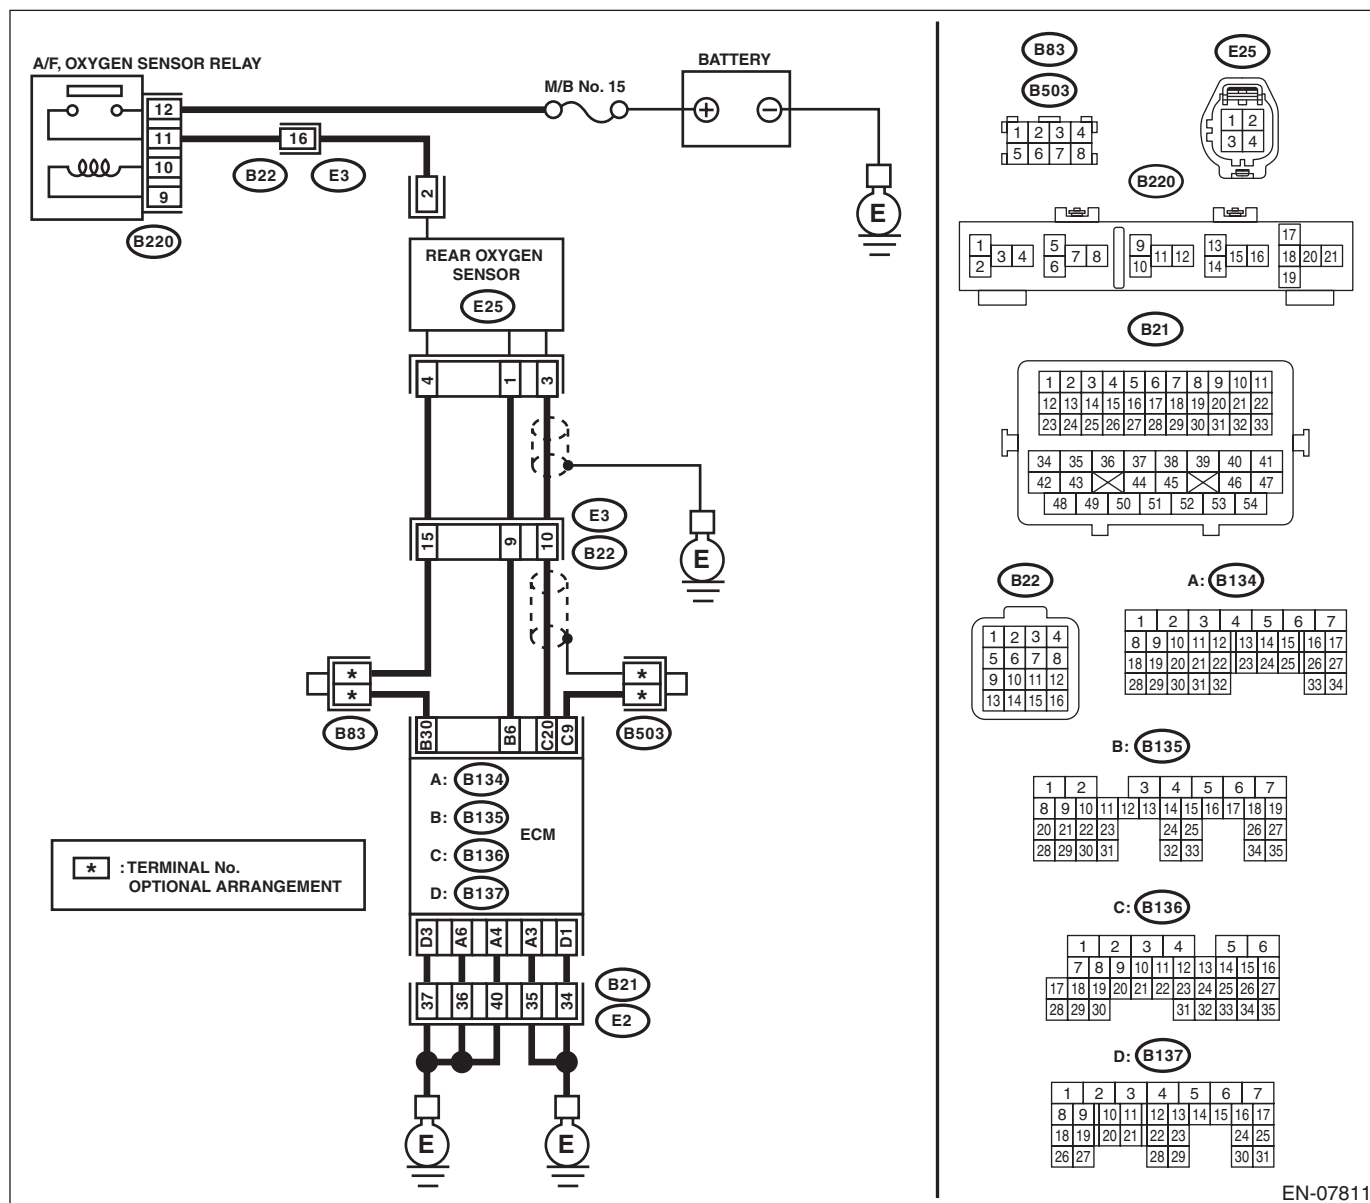 A/F, OXYGEN SENSOR RELAY
12
11
10
9
B220
16
B22
E3
M/B No. 15
BATTERY
+
−
E
2
REAR OXYGEN
SENSOR
E25
4 1 3
E
E3
B22
15 9 10
*
*
B83
*
*
B503
B30 B6 C20 C9
A: B134
B: B135
C: B136
D: B137
ECM
* : TERMINAL No.
OPTIONAL ARRANGEMENT
D3 A6 A4 A3 D1
B21
E2
37 36 40 35 34
E
E
B83
B503
1 2 3 4
5 6 7 8
E25
1 2
3 4
B220
1 2 3 4
5 6 7 8
9 10 11 12
13 14 15 16
17 18 19 20 21
B21
1 2 3 4 5 6 7 8 9 10 11
12 13 14 15 16 17 18 19 20 21 22
23 24 25 26 27 28 29 30 31 32 33
34 35 36 37 38 39 40 41
42 43 44 45 46 47
48 49 50 51 52 53 54
B22
1 2 3 4
5 6 7 8
9 10 11 12
13 14 15 16
A: B134
1 2 3 4 5 6 7
8 9 10 11 12 13 14 15 16 17
18 19 20 21 22 23 24 25 26 27
28 29 30 31 32 33 34
B: B135
1 2 3 4 5 6 7
8 9 10 11 12 13 14 15 16 17 18 19
20 21 22 23 24 25 26 27
28 29 30 31 32 33 34 35
C: B136
1 2 3 4 5 6
7 8 9 10 11 12 13 14 15 16
17 18 19 20 21 22 23 24 25 26 27
28 29 30 31 32 33 34 35
D: B137
1 2 3 4 5 6 7
8 9 10 11 12 13 14 15 16 17
18 19 20 21 22 23 24 25
26 27 28 29 30 31
EN-07811